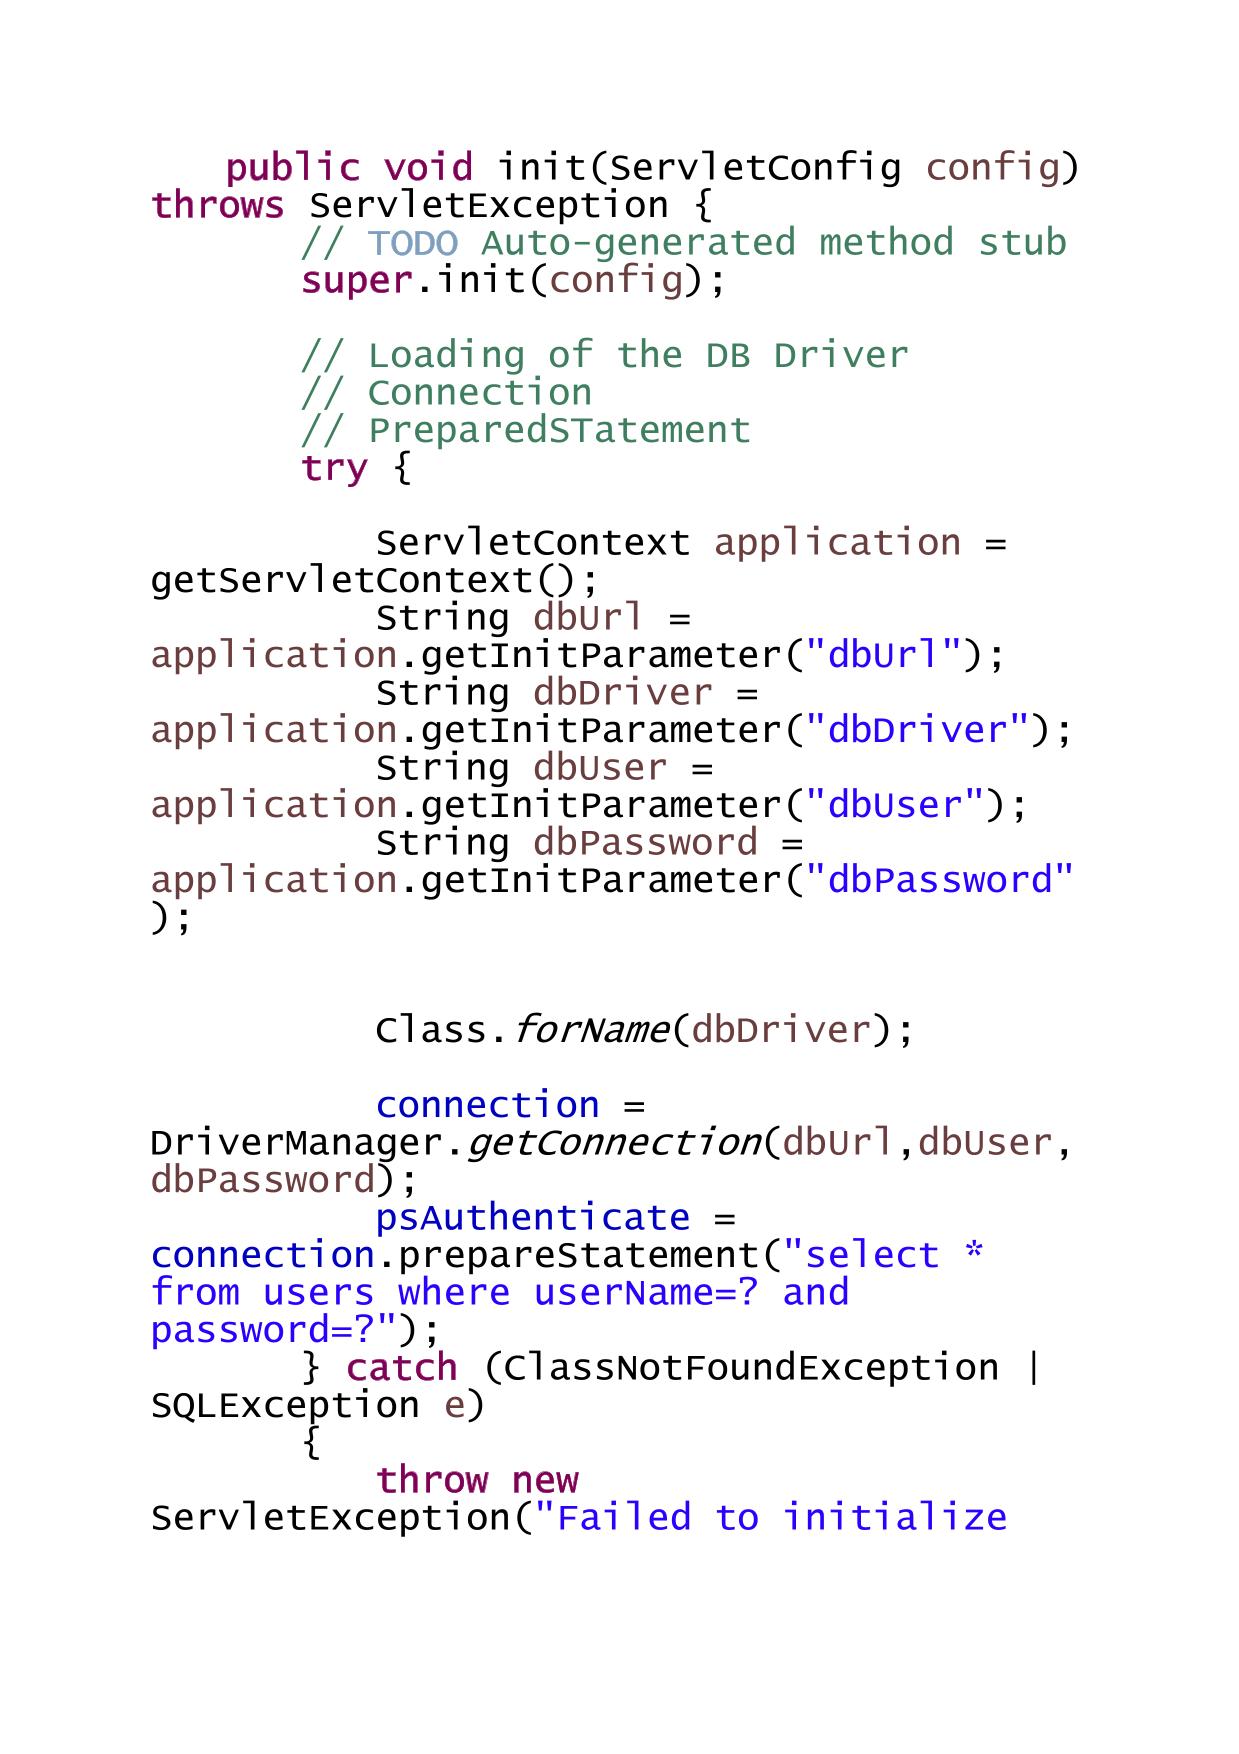 public void init(ServletConfig config)
throws ServletException {
// TODO Auto-generated method stub
super.init(config);
// Loading of the DB Driver
// Connection
// PreparedSTatement
try {
ServletContext application =
getServletContext();
String dbUrl =
application.getInitParameter("dbUrl");
String dbDriver =
application.getInitParameter("dbDriver");
String dbUser =
application.getInitParameter("dbUser");
String dbPassword =
application.getInitParameter("dbPassword"
);
Class.forName(dbDriver);
connection =
DriverManager.getConnection(dbUrl,dbUser,
dbPassword);
psAuthenticate =
connection.prepareStatement("select *
from users where userName=? and
password=?");
} catch (ClassNotFoundException |
SQLException e)
{
throw new
ServletException("Failed to initialize